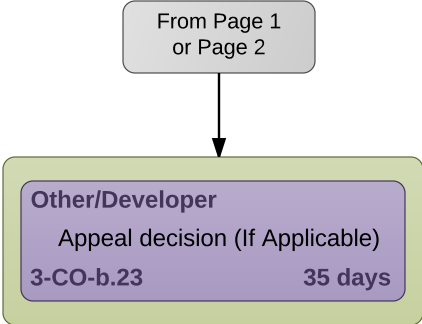 From Page 1
or Page 2
Other/Developer
Appeal decision (If Applicable)
3-CO-b.23 35 days